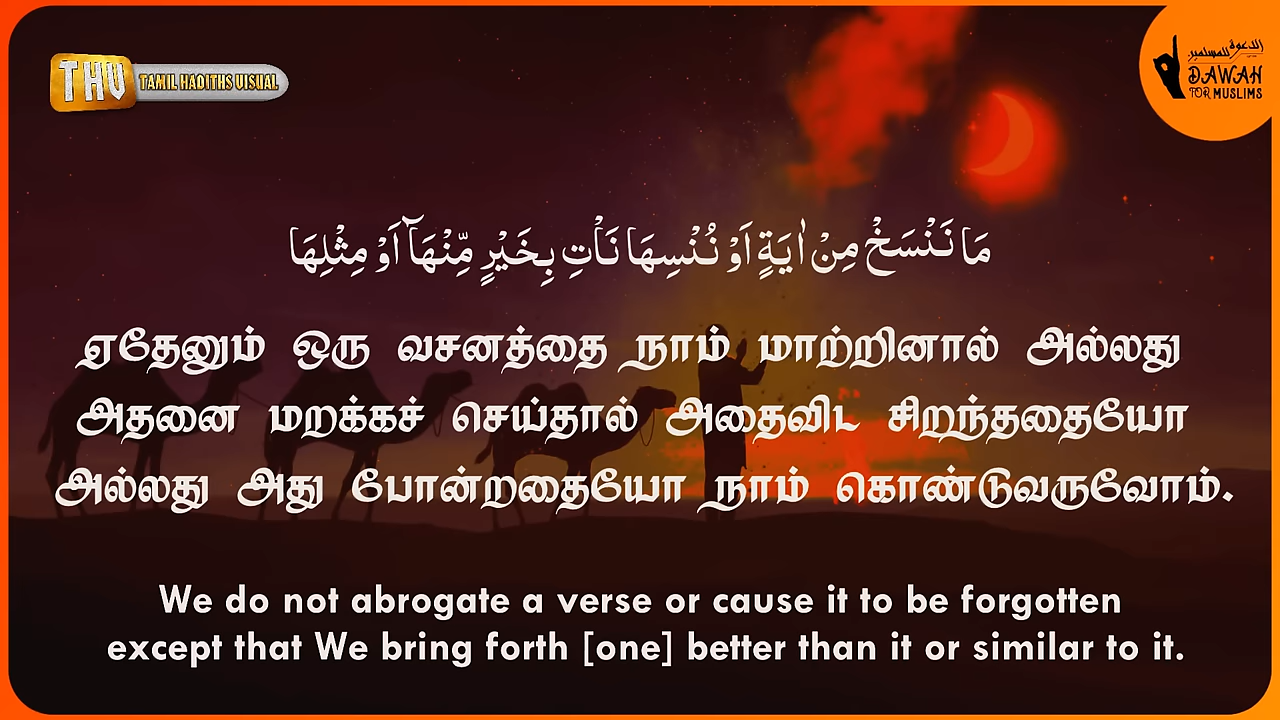 THV TAMIL HADITHS VISUAL
الدعوة للمسلمين
DAWAH
FOR MUSLIMS
مَا نَنْسَخْ مِنْ اٰيَةٍ اَوْ نُنْسِهَا نَاْتِ بِخَيْرٍ مِّنْهَآ اَوْ مِثْلِهَا
ஏதேனும் ஒரு வசனத்தை நாம் மாற்றினால் அல்லது
அதனை மறக்கச் செய்தால் அதைவிட சிறந்ததையோ
அல்லது அது போன்றதையோ நாம் கொண்டுவருவோம்.
We do not abrogate a verse or cause it to be forgotten
except that We bring forth [one] better than it or similar to it.